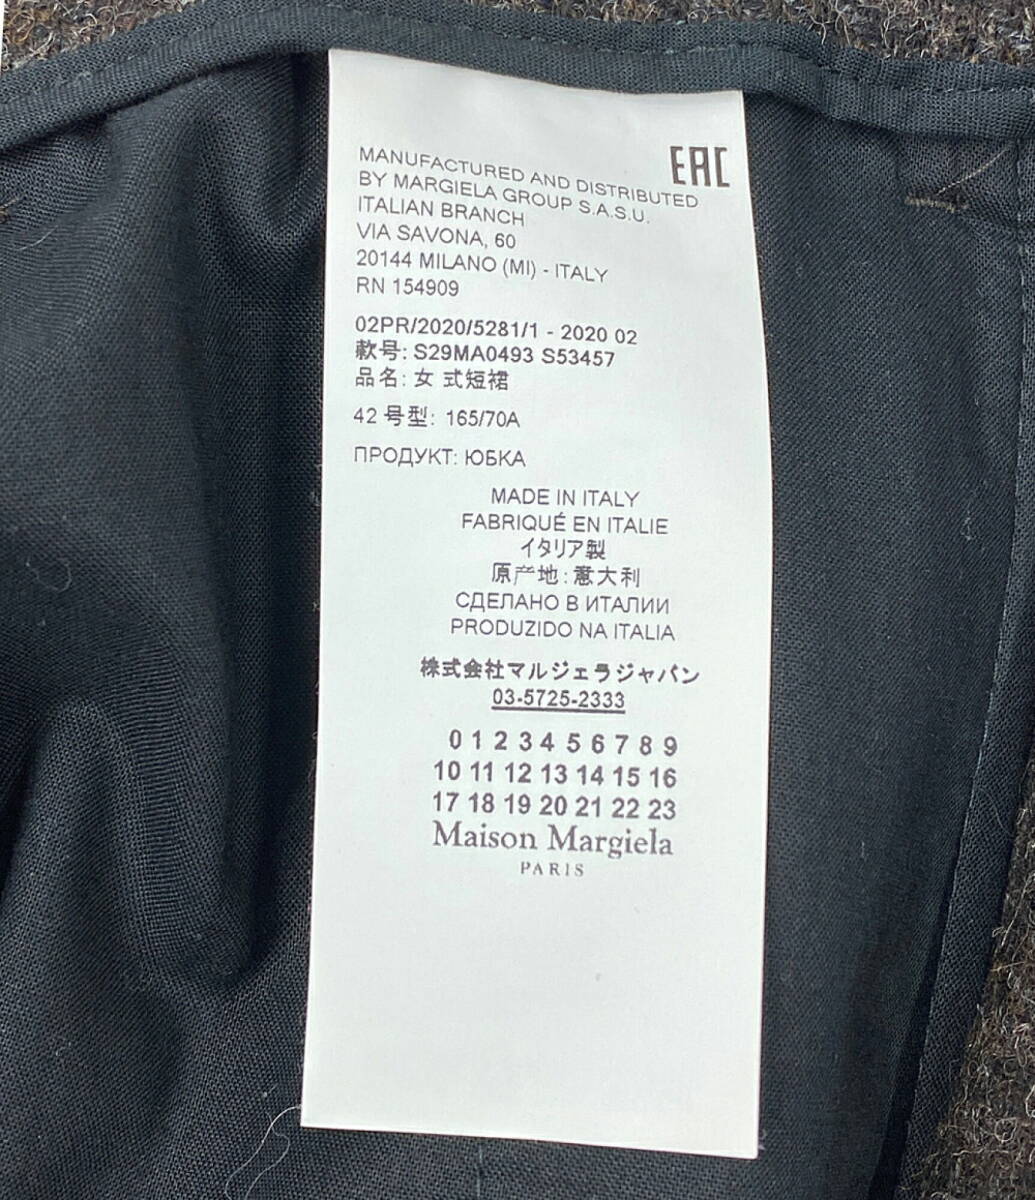 EAC
MANUFACTURED AND DISTRIBUTED
BY MARGIELA GROUP S.A.S.U.
ITALIAN BRANCH
VIA SAVONA, 60
20144 MILANO (MI) - ITALY
RN 154909
02PR/2020/5281/1 - 2020 02
款号: S29MA0493 S53457
品名: 女 式短裙
42 号型: 165/70A
ПРОДУКТ: ЮБКА
MADE IN ITALY
FABRIQUÉ EN ITALIE
イタリア製
原产地: 意大利
СДЕЛАНО В ИТАЛИИ
PRODUZIDO NA ITALIA
株式会社マルジェラジャパン
03-5725-2333
0 1 2 3 4 5 6 7 8 9
10 11 12 13 14 15 16
17 18 19 20 21 22 23
Maison Margiela
PARIS